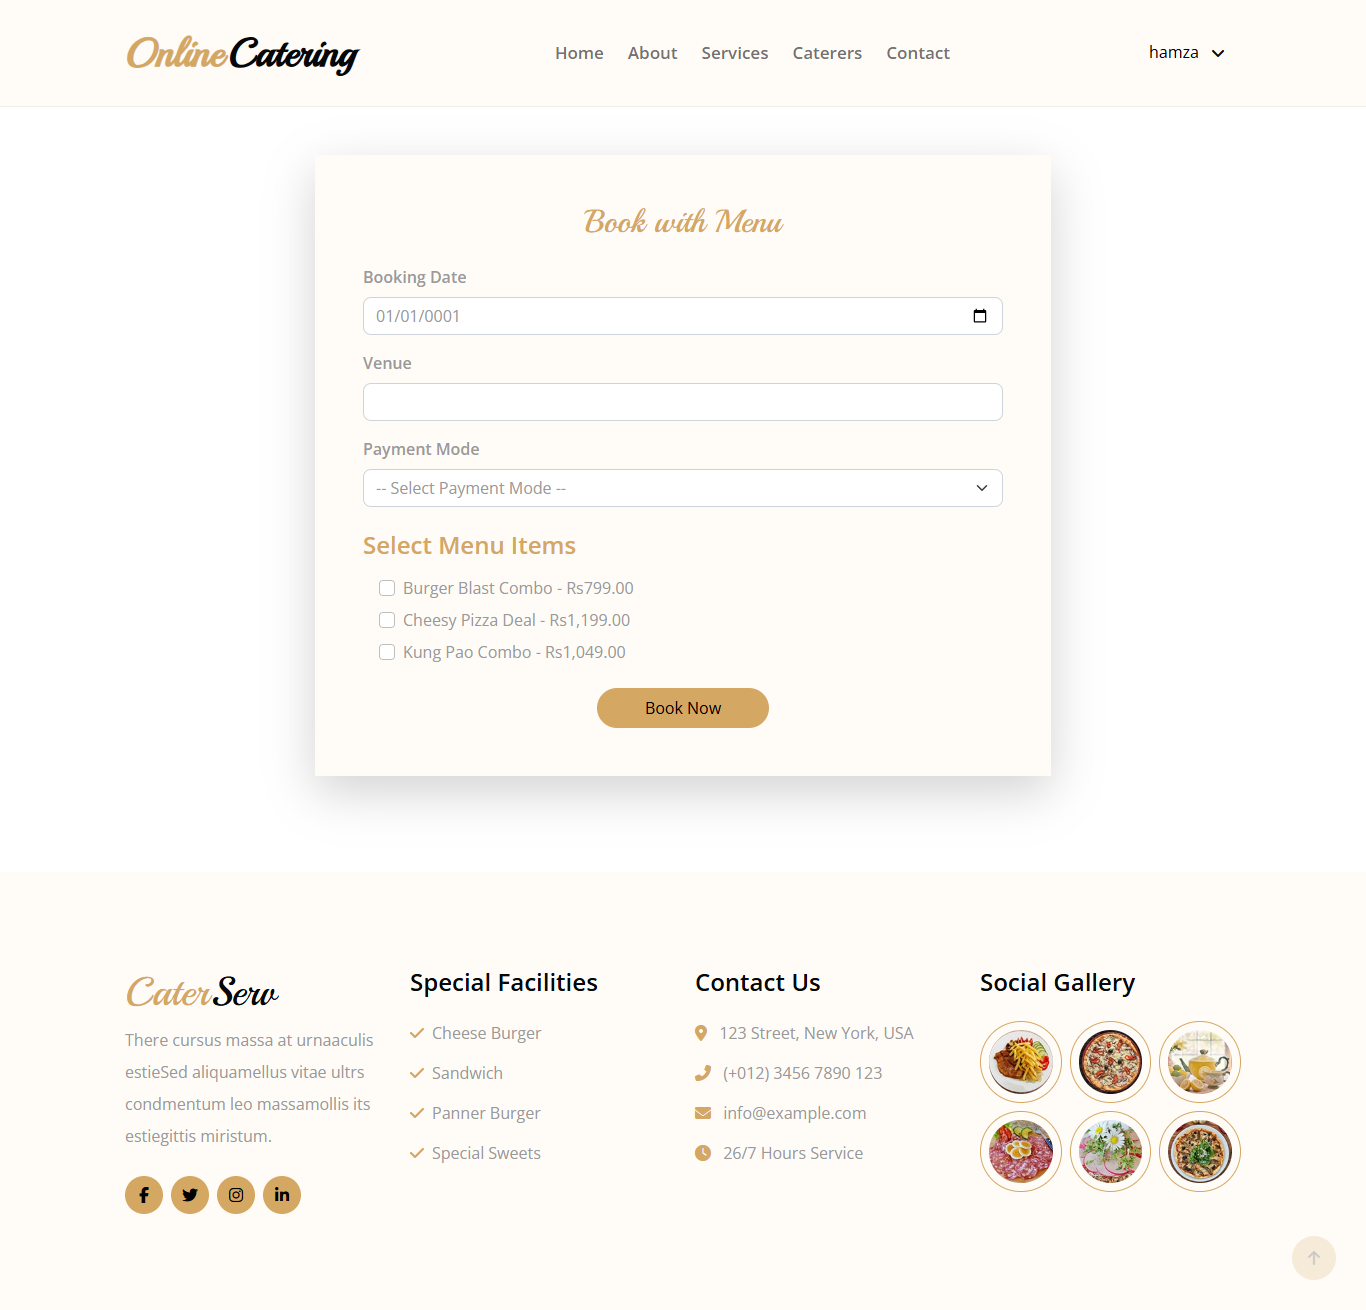 OnlineCatering
Home About Services Caterers Contact
hamza
Book with Menu
Booking Date
01/01/0001
Venue
Payment Mode
-- Select Payment Mode --
Select Menu Items
Burger Blast Combo - Rs799.00
Cheesy Pizza Deal - Rs1,199.00
Kung Pao Combo - Rs1,049.00
Book Now
CaterServ
There cursus massa at urnaaculis
estieSed aliquamellus vitae ultrs
condmentum leo massamollis its
estiegittis miristum.
Special Facilities
Cheese Burger
Sandwich
Panner Burger
Special Sweets
Contact Us
123 Street, New York, USA
(+012) 3456 7890 123
info@example.com
26/7 Hours Service
Social Gallery